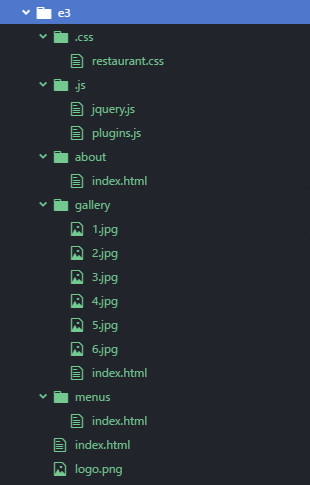 e3
.css
restaurant.css
.js
jquery.js
plugins.js
about
index.html
gallery
1.jpg
2.jpg
3.jpg
4.jpg
5.jpg
6.jpg
index.html
menus
index.html
index.html
logo.png